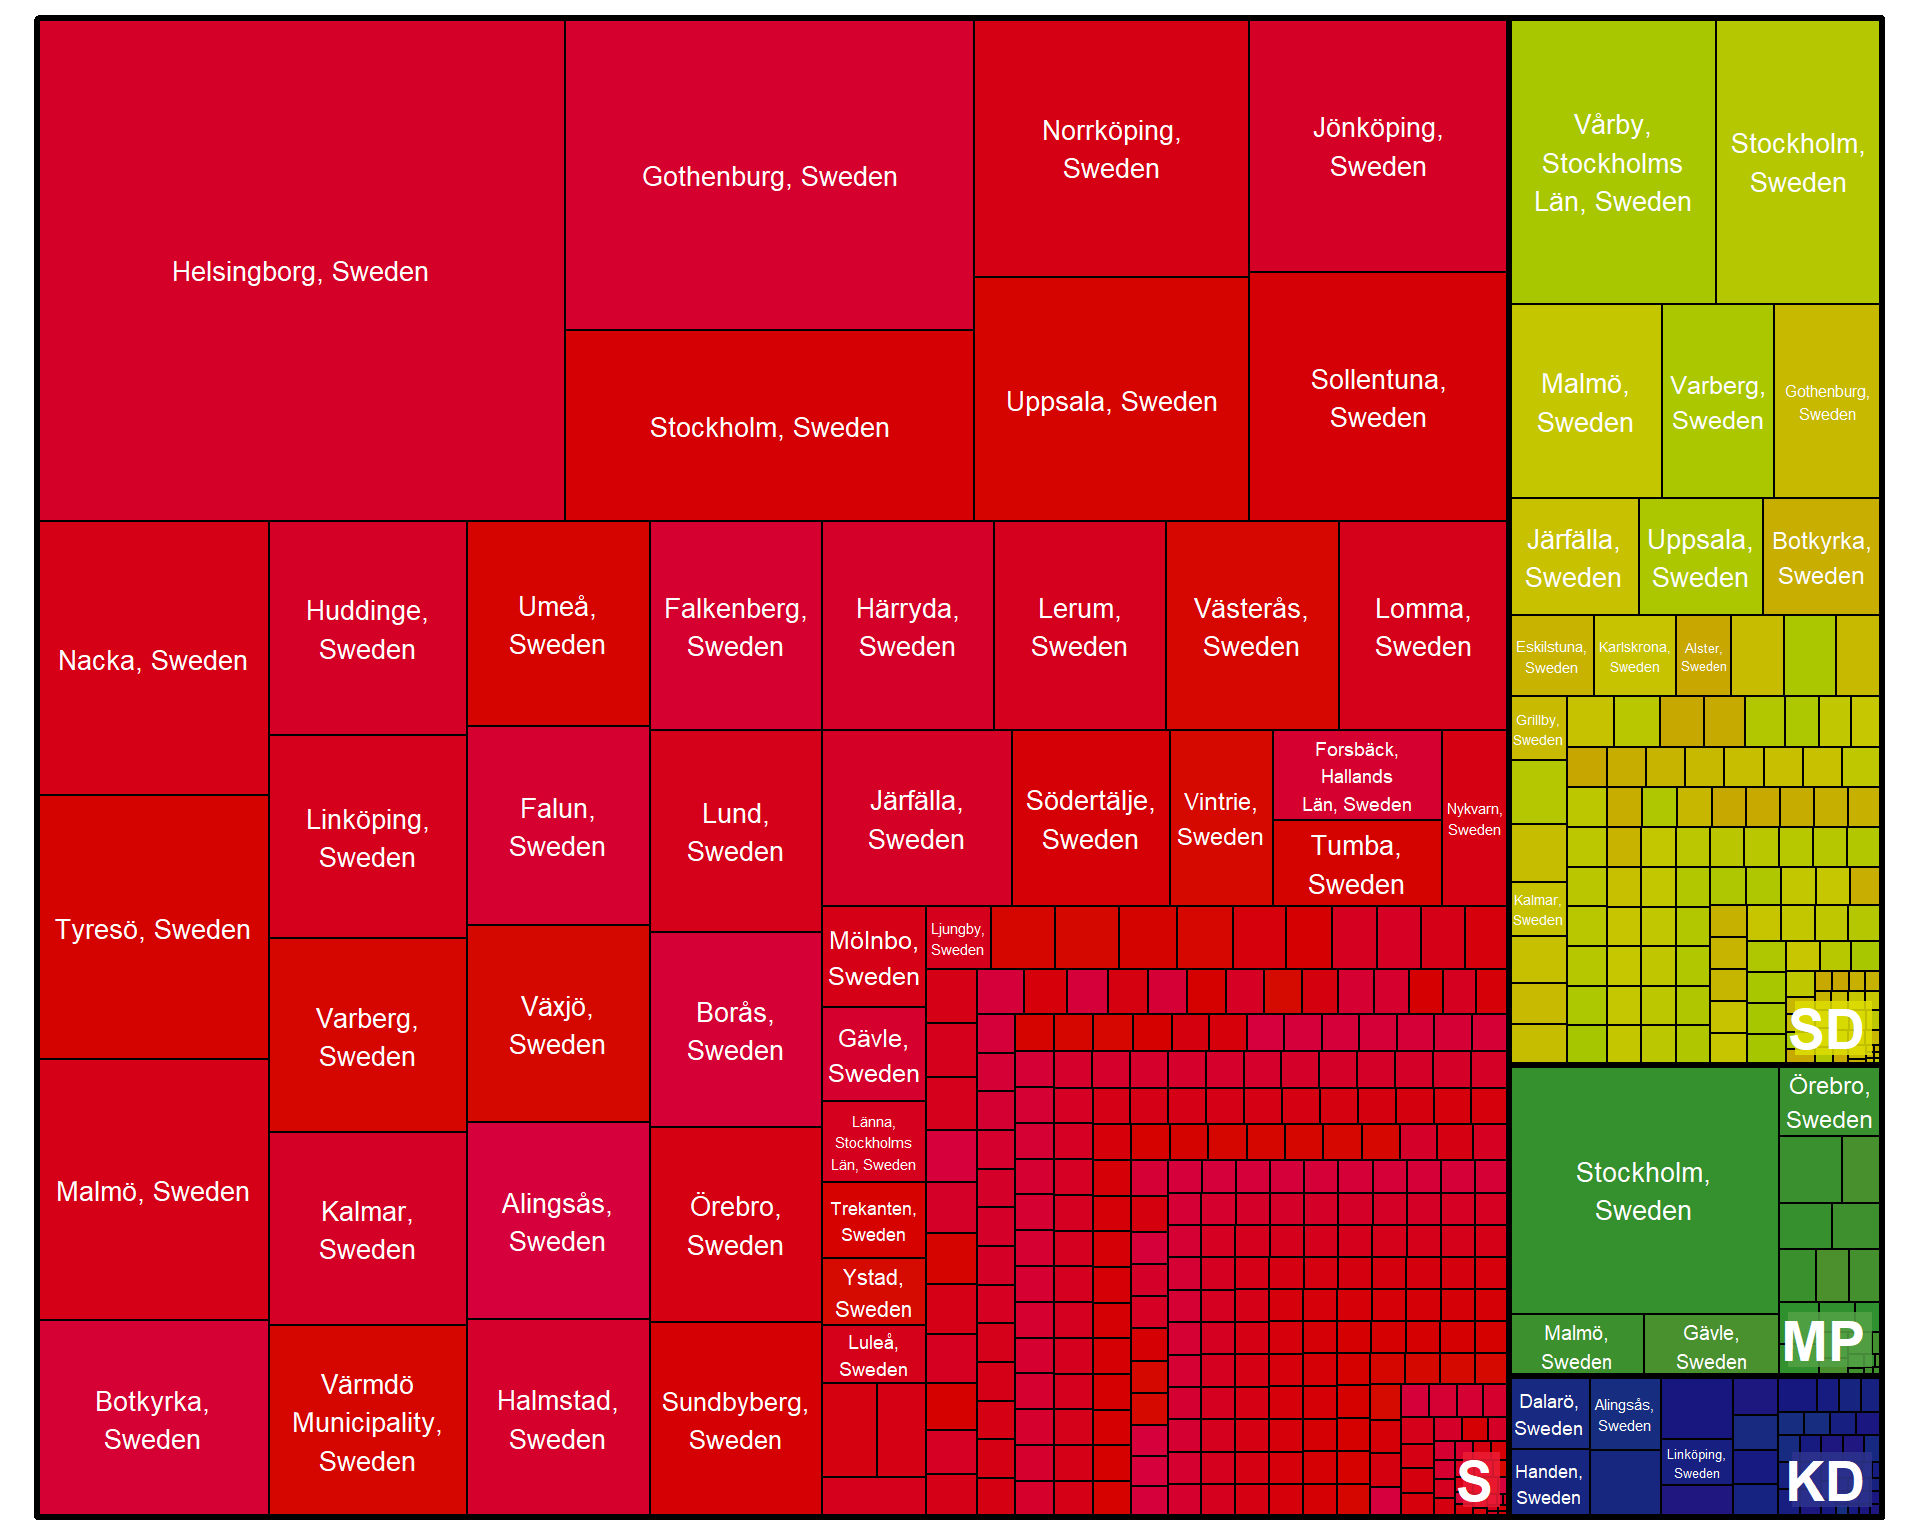 Helsingborg, Sweden
Gothenburg, Sweden
Stockholm, Sweden
Norrköping,
Sweden
Uppsala, Sweden
Jönköping,
Sweden
Sollentuna,
Sweden
Nacka, Sweden
Tyresö, Sweden
Malmö, Sweden
Botkyrka,
Sweden
Huddinge,
Sweden
Linköping,
Sweden
Varberg,
Sweden
Kalmar,
Sweden
Värmdö
Municipality,
Sweden
Umeå,
Sweden
Falun,
Sweden
Växjö,
Sweden
Alingsås,
Sweden
Halmstad,
Sweden
Falkenberg,
Sweden
Lund,
Sweden
Borås,
Sweden
Örebro,
Sweden
Sundbyberg,
Sweden
Härryda,
Sweden
Lerum,
Sweden
Västerås,
Sweden
Lomma,
Sweden
Järfälla,
Sweden
Södertälje,
Sweden
Vintrie,
Sweden
Forsbäck,
Hallands
Län, Sweden
Tumba,
Sweden
Nykvarn,
Sweden
Mölnbo,
Sweden
Gävle,
Sweden
Länna,
Stockholms
Län, Sweden
Trekanten,
Sweden
Ystad,
Sweden
Luleå,
Sweden
Ljungby,
Sweden
S
Vårby,
Stockholms
Län, Sweden
Stockholm,
Sweden
Malmö,
Sweden
Varberg,
Sweden
Gothenburg,
Sweden
Järfälla,
Sweden
Uppsala,
Sweden
Botkyrka,
Sweden
Eskilstuna,
Sweden
Karlskrona,
Sweden
Alster,
Sweden
Grillby,
Sweden
Kalmar,
Sweden
SD
Stockholm,
Sweden
Örebro,
Sweden
Malmö,
Sweden
Gävle,
Sweden
MP
Dalarö,
Sweden
Handen,
Sweden
Alingsås,
Sweden
Linköping,
Sweden
KD